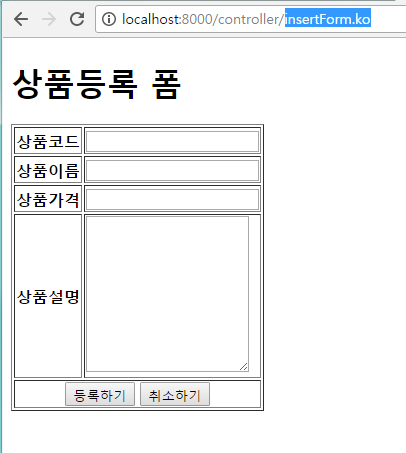 localhost:8000/controller/insertForm.ko
상품등록 폼
상품코드
상품이름
상품가격
상품설명
등록하기 취소하기